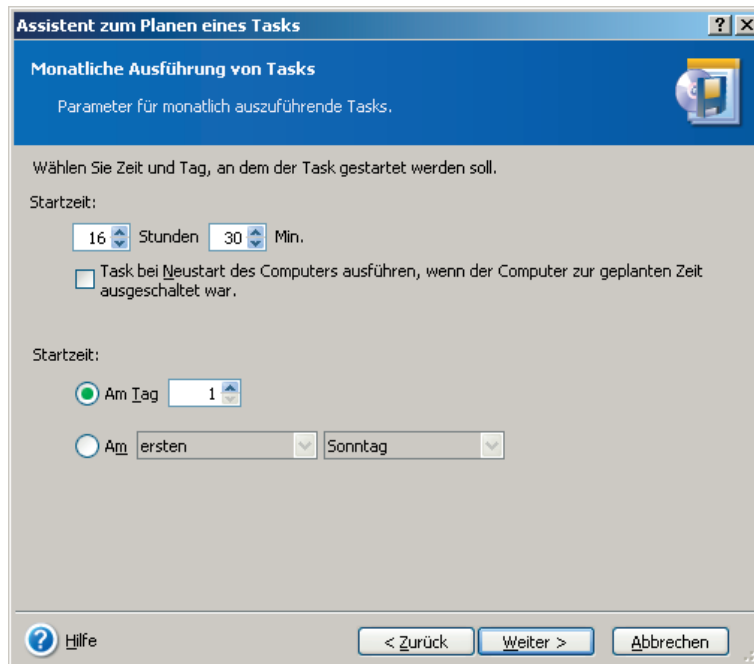 Assistent zum Planen eines Tasks
Monatliche Ausführung von Tasks
Parameter für monatlich auszuführende Tasks.
Wählen Sie Zeit und Tag, an dem der Task gestartet werden soll.
Startzeit:
16 Stunden 30 Min.
Task bei Neustart des Computers ausführen, wenn der Computer zur geplanten Zeit
ausgeschaltet war.
Startzeit:
Am Tag 1
Am ersten Sonntag
Hilfe < Zurück Weiter > Abbrechen